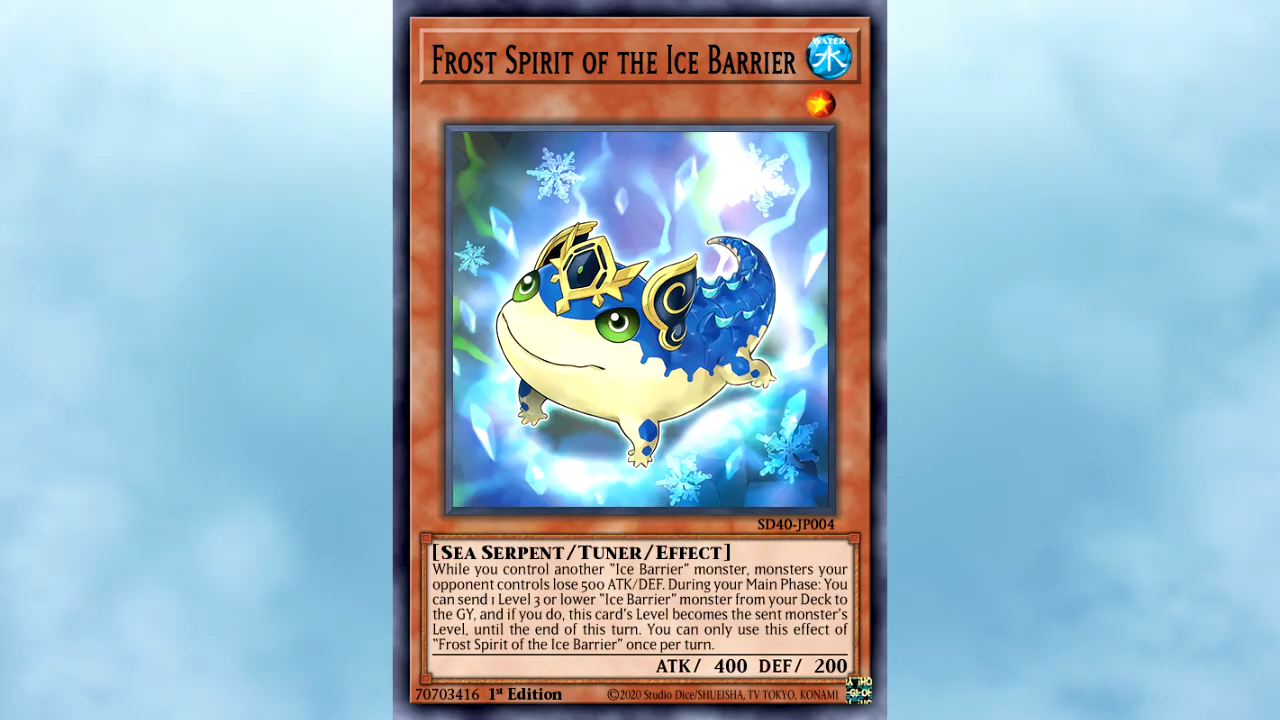 Frost Spirit of the Ice Barrier
WATER
水
SD40-JP004
[Sea Serpent/Tuner/Effect]
While you control another "Ice Barrier" monster, monsters your
opponent controls lose 500 ATK/DEF. During your Main Phase: You
can send 1 Level 3 or lower "Ice Barrier" monster from your Deck to
the GY, and if you do, this card's Level becomes the sent monster's
Level, until the end of this turn. You can only use this effect of
"Frost Spirit of the Ice Barrier" once per turn.
ATK/ 400 DEF/ 200
70703416 1st Edition ©2020 Studio Dice/SHUEISHA, TV TOKYO, KONAMI